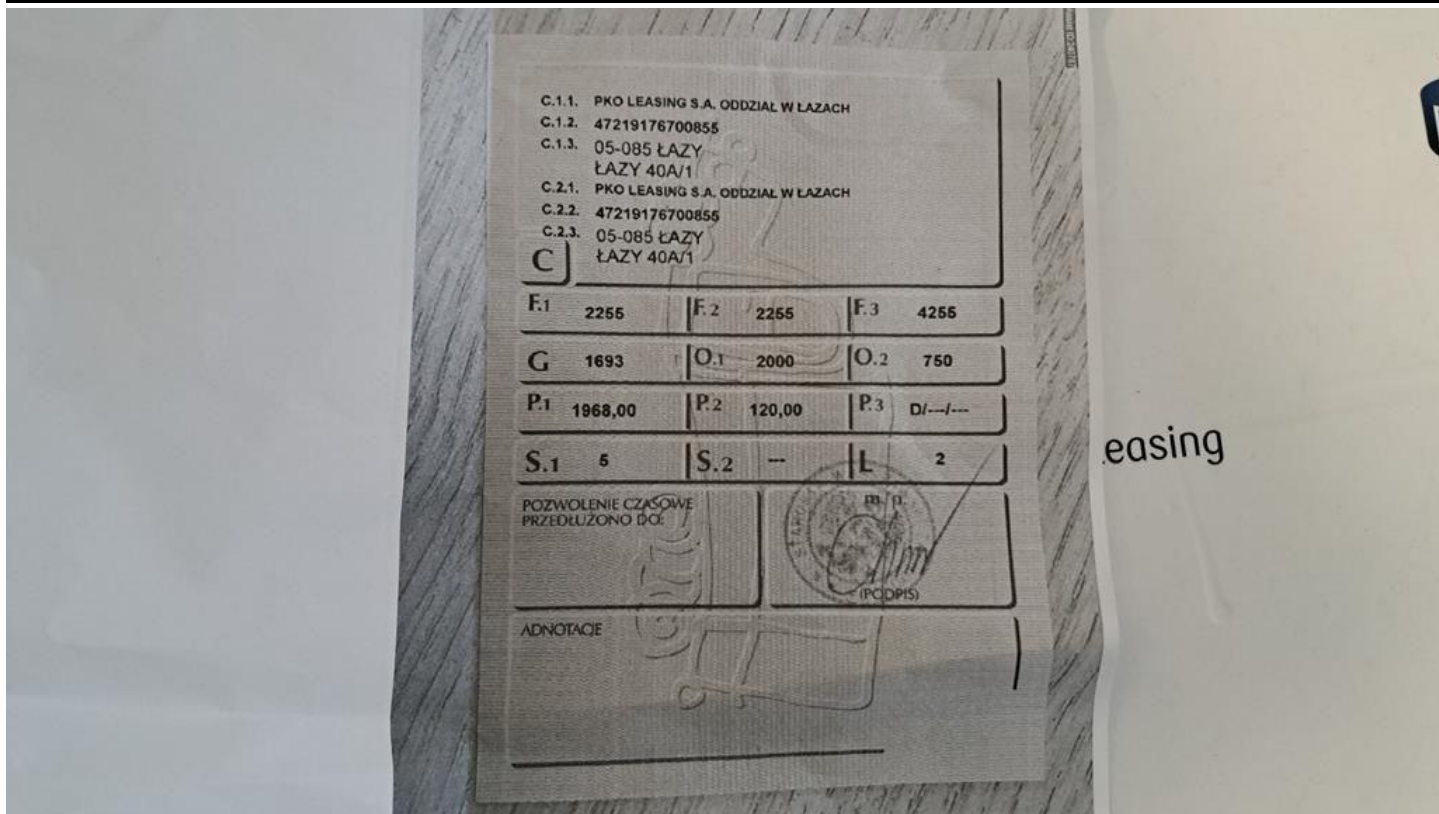 C.1.1. PKO LEASING S.A. ODDZIAŁ W ŁAZACH
C.1.2. 47219176700855
C.1.3. 05-085 ŁAZY
ŁAZY 40A/1
C.2.1. PKO LEASING S.A. ODDZIAŁ W ŁAZACH
C.2.2. 47219176700855
C.2.3. 05-085 ŁAZY
C ŁAZY 40A/1
F.1 2255 F.2 2255 F.3 4255
G 1693 O.1 2000 O.2 750
P.1 1968,00 P.2 120,00 P.3 D/---/---
S.1 5 S.2 --- L 2
easing
POZWOLENIE CZASOWE
PRZEDŁUŻONO DO:
m p.
(PODPIS)
ADNOTACJE